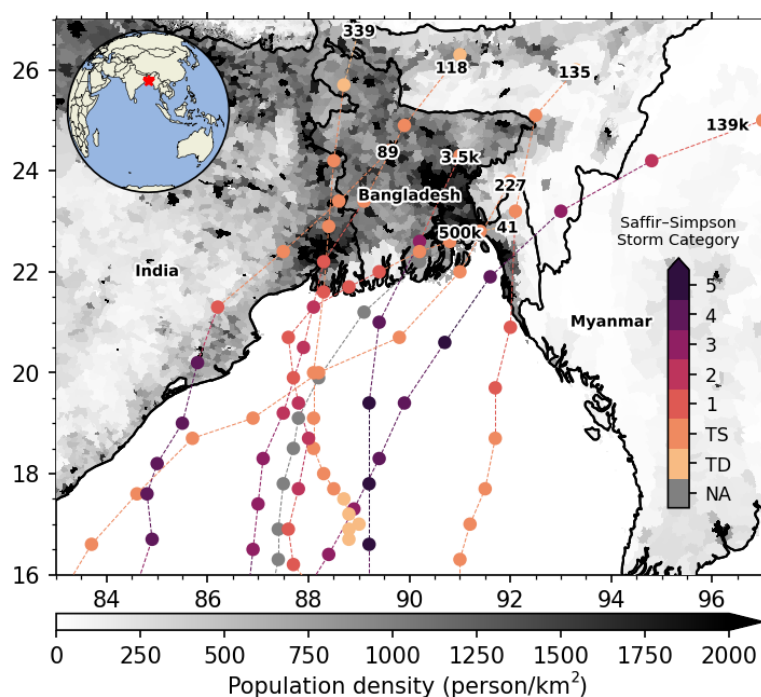 339
118
135
139k
89
3.5k
Bangladesh
227
500k
41
India
Myanmar
Saffir–Simpson
Storm Category
5
4
3
2
1
TS
TD
NA
26
24
22
20
18
16
84
86
88
90
92
94
96
0
250
500
750
1000
1250
1500
1750
2000
Population density (person/km²)